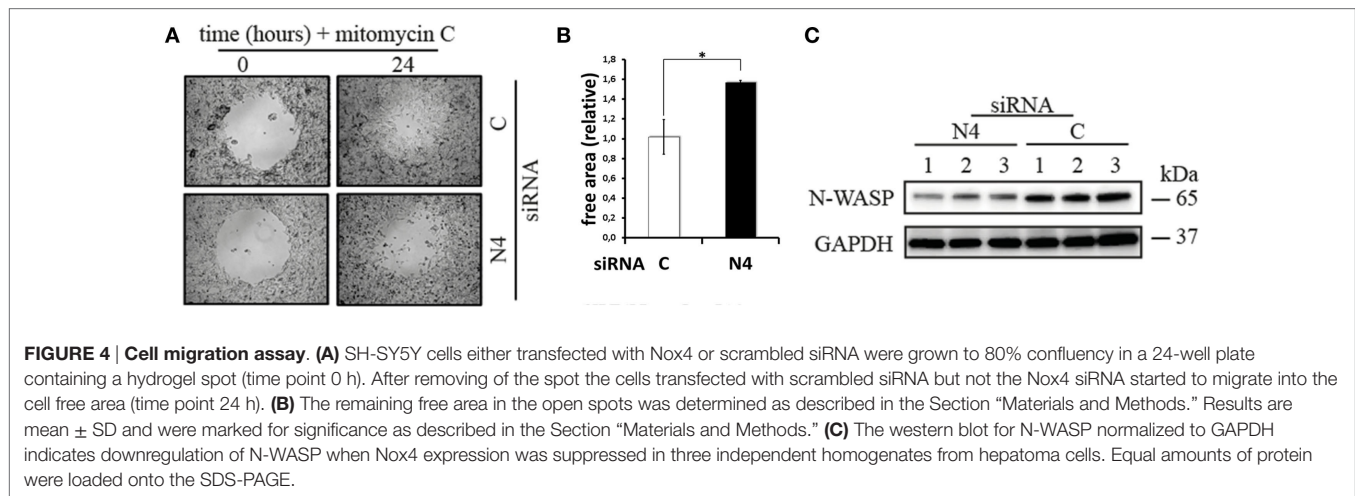 A
time (hours) + mitomycin C
0 24
C
N4
siRNA
B
*
free area (relative)
1,8
1,6
1,4
1,2
1,0
0,8
0,6
0,4
0,2
0,0
siRNA C N4
C
siRNA
N4 C
1 2 3 1 2 3 kDa
N-WASP — 65
GAPDH — 37
FIGURE 4 | Cell migration assay. (A) SH-SY5Y cells either transfected with Nox4 or scrambled siRNA were grown to 80% confluency in a 24-well plate
containing a hydrogel spot (time point 0 h). After removing of the spot the cells transfected with scrambled siRNA but not the Nox4 siRNA started to migrate into the
cell free area (time point 24 h). (B) The remaining free area in the open spots was determined as described in the Section “Materials and Methods.” Results are
mean ± SD and were marked for significance as described in the Section “Materials and Methods.” (C) The western blot for N-WASP normalized to GAPDH
indicates downregulation of N-WASP when Nox4 expression was suppressed in three independent homogenates from hepatoma cells. Equal amounts of protein
were loaded onto the SDS-PAGE.